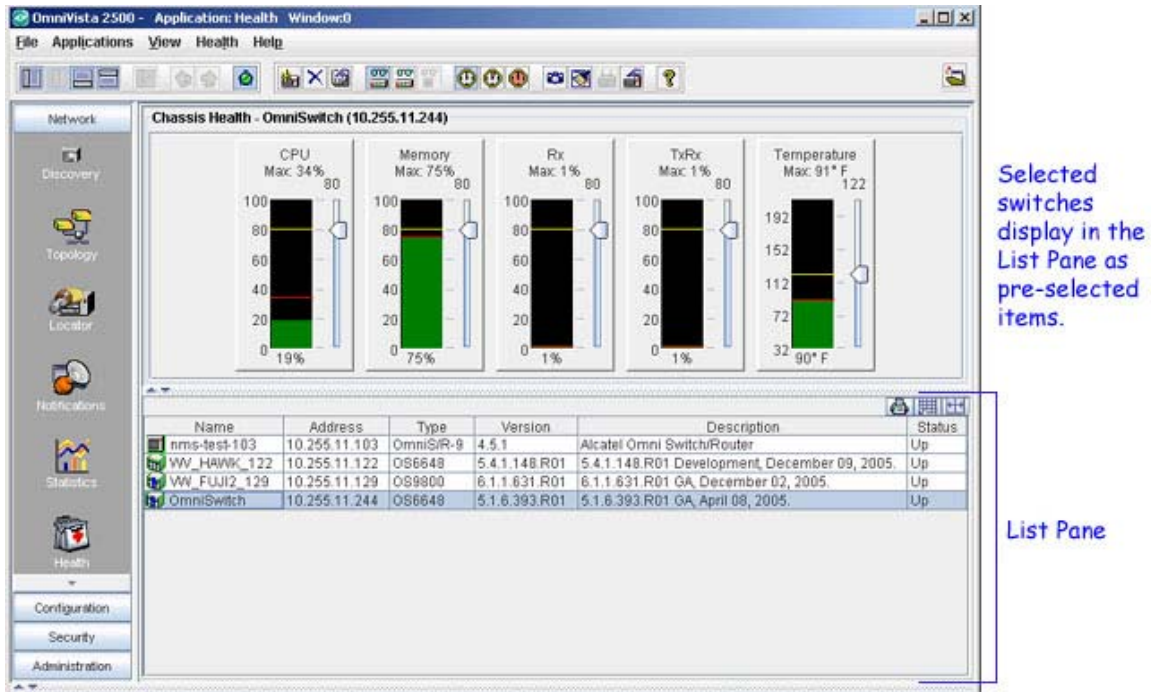 OmniVista 2500 - Application: Health Window:0
File Applications View Health Help
Network
Discovery
Topology
Locator
Notifications
Statistics
Health
Configuration
Security
Administration
Chassis Health - OmniSwitch (10.255.11.244)
CPU
Max: 34%
80
100
80
60
40
20
0
19%
Memory
Max: 75%
80
100
80
60
40
20
0
75%
Rx
Max: 1%
80
100
80
60
40
20
0
1%
TxRx
Max: 1%
80
100
80
60
40
20
0
1%
Temperature
Max: 91° F
122
192
152
112
72
32
90° F
Name Address Type Version Description Status
nms-test-103 10.255.11.103 OmniS/R-9 4.5.1 Alcatel Omni Switch/Router Up
VW_HAWK_122 10.255.11.122 OS6648 5.4.1.148.R01 5.4.1.148.R01 Development, December 09, 2005. Up
VW_FUJI2_129 10.255.11.129 OS9800 6.1.1.631.R01 6.1.1.631.R01 GA, December 02, 2005. Up
OmniSwitch 10.255.11.244 OS6648 5.1.6.393.R01 5.1.6.393.R01 GA, April 08, 2005. Up
Selected
switches
display in the
List Pane as
pre-selected
items.
List Pane